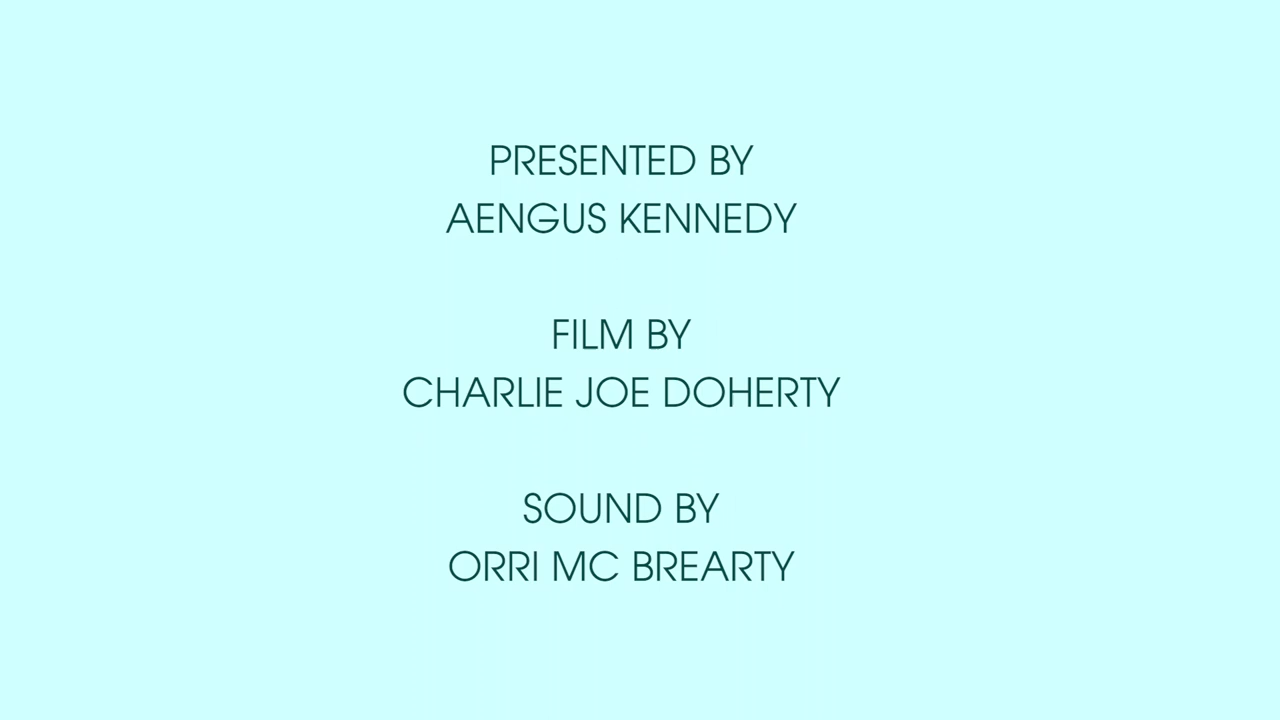 PRESENTED BY
AENGUS KENNEDY
FILM BY
CHARLIE JOE DOHERTY
SOUND BY
ORRI MC BREARTY